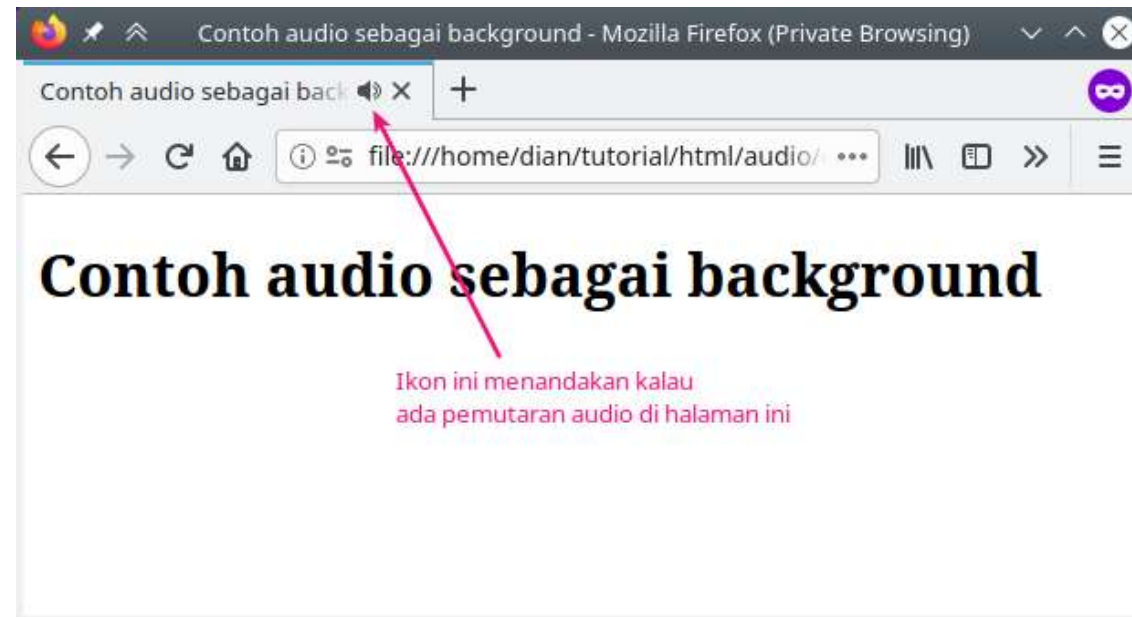 Contoh audio sebagai background - Mozilla Firefox (Private Browsing)
Contoh audio sebagai back
file:///home/dian/tutorial/html/audio/
Contoh audio sebagai background
Ikon ini menandakan kalau
ada pemutaran audio di halaman ini